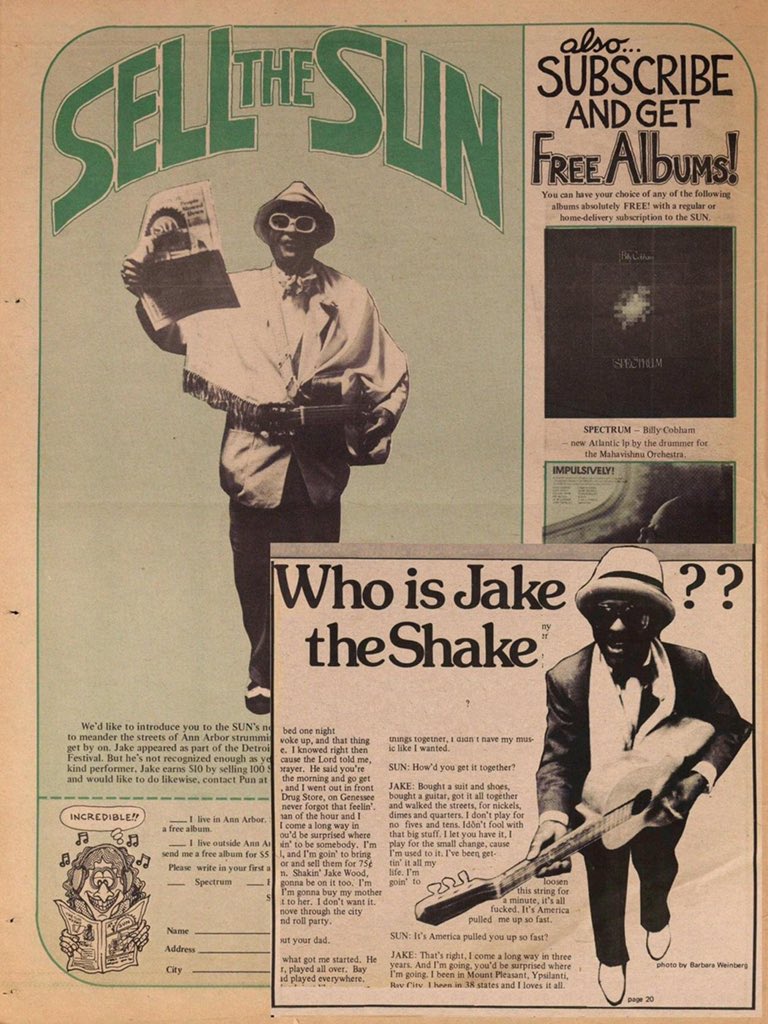 SELL THE SUN
also...
SUBSCRIBE
AND GET
FREE Albums!
You can have your choice of any of the following
albums absolutely FREE! with a regular or
home-delivery subscription to the SUN.
Billy Cobham
SPECTRUM
SPECTRUM – Billy Cobham
– new Atlantic lp by the drummer for
the Mahavishnu Orchestra.
IMPULSIVELY!
We'd like to introduce you to the SUN's n
to meander the streets of Ann Arbor strummi
get by on. Jake appeared as part of the Detroi
Festival. But he's not recognized enough as ye
kind performer. Jake earns $10 by selling 100 S
and would like to do likewise, contact Pun at
INCREDIBLE!!
___ I live in Ann Arbor.
a free album.
___ I live outside Ann A
send me a free album for $5
Please write in your first a
___ Spectrum ___
Name
Address
City
Who is Jake ??
the Shake
ny
?
bed one night
woke up, and that thing
e. I knowed right then
cause the Lord told me,
prayer. He said you're
the morning and go get
, and I went out in front
Drug Store, on Genesee
never forget that feelin'.
man of the hour and I
I come a long way in
ou'd be surprised where
in' to be somebody. I'm
l, and I'm goin' to bring
or and sell them for 75¢
m. Shakin' Jake Wood,
gonna be on it too. I'm
I'm gonna buy my mother
t to her. I don't want it.
nove through the city
nd roll party.
ut your dad.
what got me started. He
r, played all over. Bay
d played everywhere.
things together, I didn't have my mus-
ic like I wanted.
SUN: How'd you get it together?
JAKE: Bought a suit and shoes,
bought a guitar, got it all together
and walked the streets, for nickels,
dimes and quarters. I don't play for
no fives and tens. Idon't fool with
that big stuff. I let you have it, I
play for the small change, cause
I'm used to it. I've been get-
tin' it all my
life. I'm
goin' to loosen
this string for
a minute, it's all
fucked. It's America
pulled me up so fast.
SUN: It's America pulled you up so fast?
JAKE: That's right, I come a long way in three
years. And I'm going, you'd be surprised where
I'm going. I been in Mount Pleasant, Ypsilanti,
Bay City. I been in 38 states and I loves it all.
photo by Barbara Weinberg
page 20